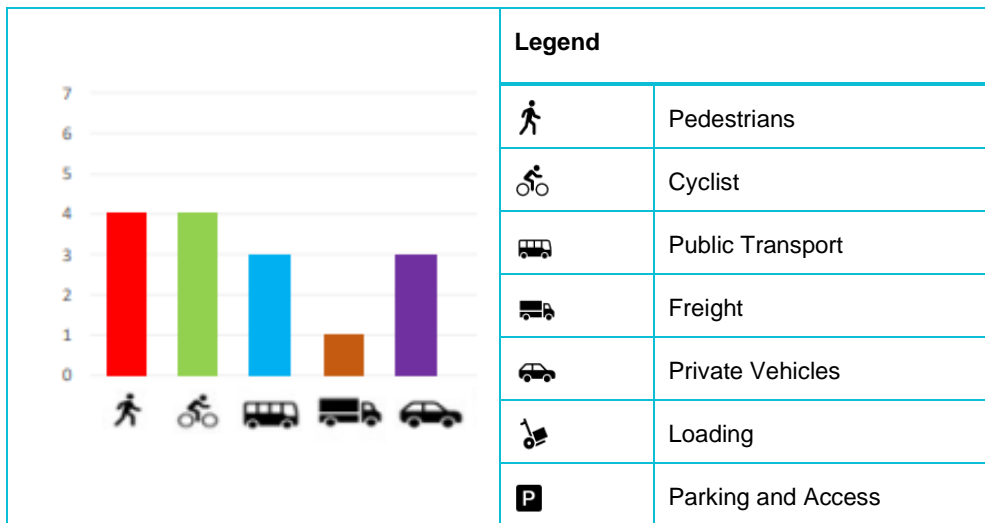 Legend
7
6
5
4
3
2
1
0
Pedestrians
Cyclist
Public Transport
Freight
Private Vehicles
Loading
P
Parking and Access